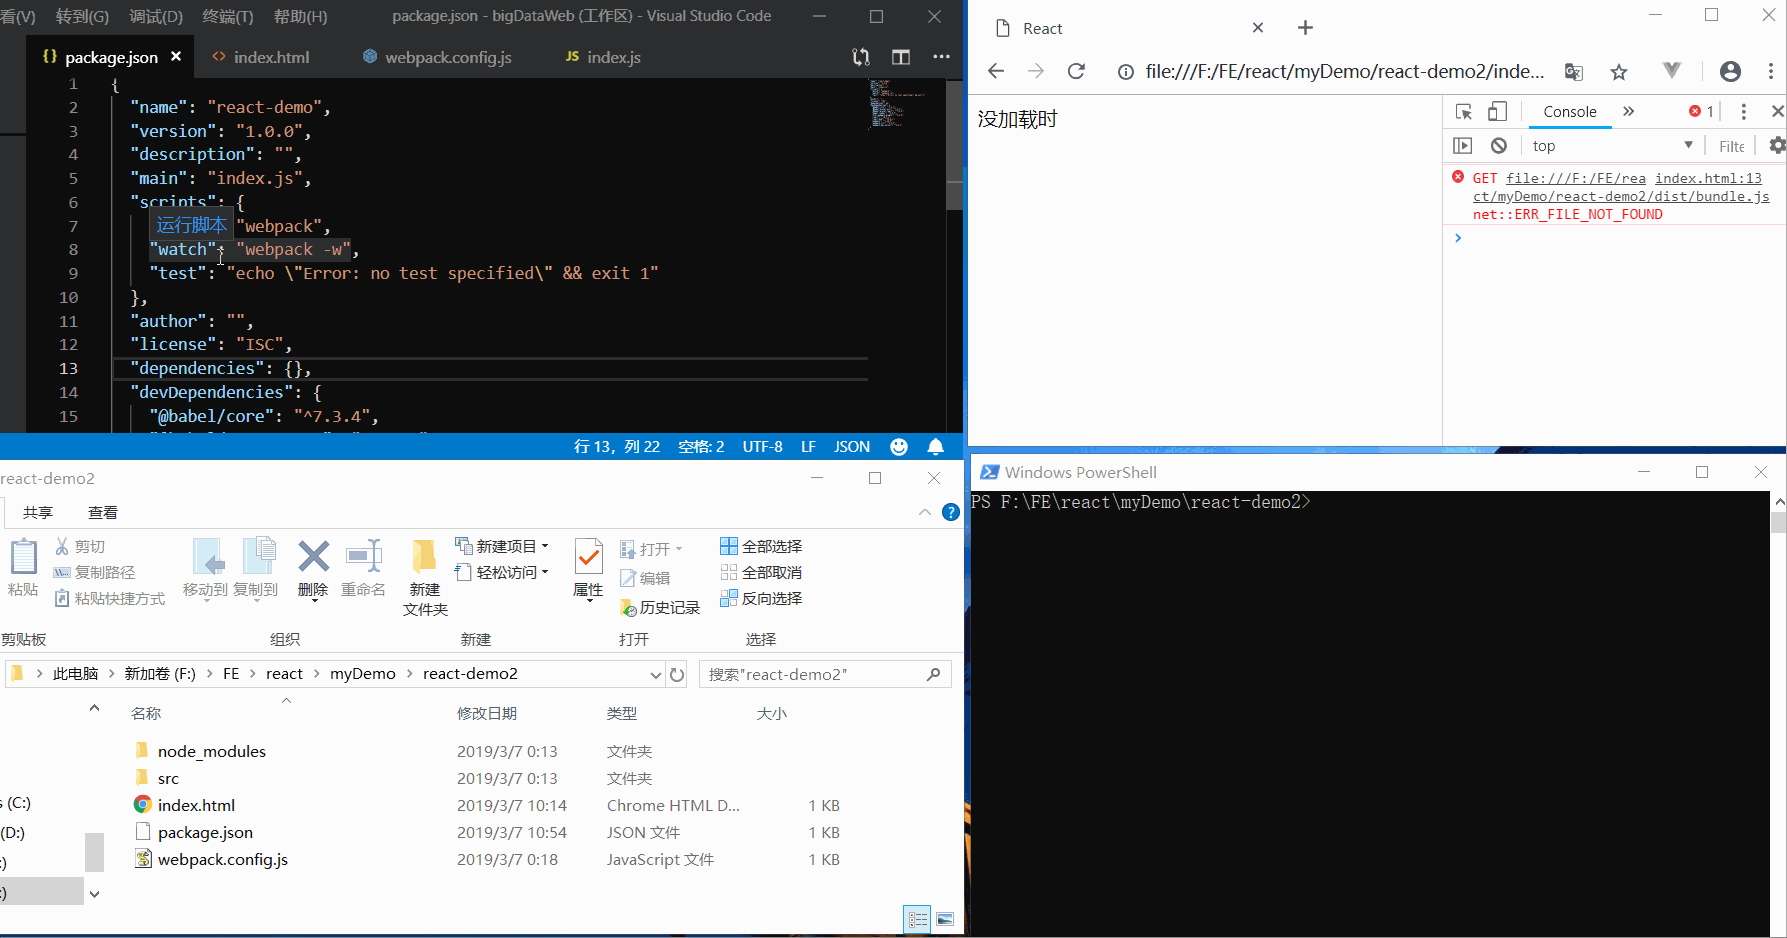 看(V) 转到(G) 调试(D) 终端(T) 帮助(H) package.json - bigDataWeb (工作区) - Visual Studio Code
{} package.json × <> index.html webpack.config.js JS index.js
1 {
2 "name": "react-demo",
3 "version": "1.0.0",
4 "description": "",
5 "main": "index.js",
6 "scripts": {
运行脚本
7 "webpack",
8 "watch": "webpack -w",
9 "test": "echo \"Error: no test specified\" && exit 1"
10 },
11 "author": "",
12 "license": "ISC",
13 "dependencies": {},
14 "devDependencies": {
15 "@babel/core": "^7.3.4",
行 13，列 22 空格: 2 UTF-8 LF JSON
React
file:///F:/FE/react/myDemo/react-demo2/inde...
没加载时
Console » 1
top Filte
GET file:///F:/FE/rea index.html:13
ct/myDemo/react-demo2/dist/bundle.js
net::ERR_FILE_NOT_FOUND
react-demo2
共享 查看
粘贴
剪切
复制路径
粘贴快捷方式
移动到 复制到 删除 重命名
新建
文件夹
新建项目
轻松访问
属性
打开
编辑
历史记录
全部选择
全部取消
反向选择
剪贴板 组织 新建 打开 选择
此电脑 > 新加卷 (F:) > FE > react > myDemo > react-demo2
搜索"react-demo2"
名称 修改日期 类型 大小
node_modules 2019/3/7 0:13 文件夹
src 2019/3/7 0:13 文件夹
index.html 2019/3/7 10:14 Chrome HTML D... 1 KB
package.json 2019/3/7 10:54 JSON 文件 1 KB
webpack.config.js 2019/3/7 0:18 JavaScript 文件 1 KB
s (C:)
(D:)
:)
:)
Windows PowerShell
PS F:\FE\react\myDemo\react-demo2>